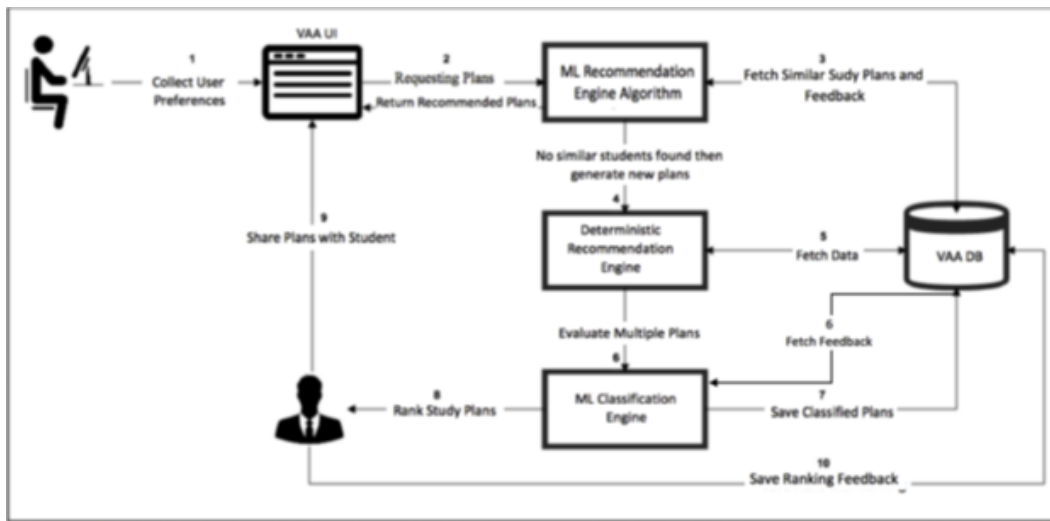 VAA UI
1
Collect User
Preferences
2
Requesting Plans
Return Recommended Plans
ML Recommendation
Engine Algorithm
3
Fetch Similar Sudy Plans and
Feedback
No similar students found then
generate new plans
4
Deterministic
Recommendation
Engine
5
Fetch Data
VAA DB
9
Share Plans with Student
Evaluate Multiple Plans
6
6
Fetch Feedback
ML Classification
Engine
7
Save Classified Plans
8
Rank Study Plans
10
Save Ranking Feedback